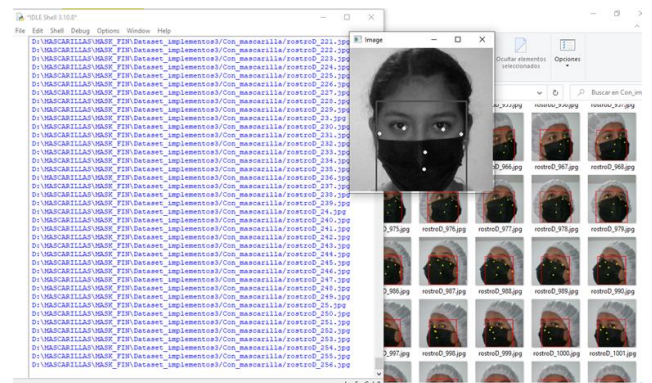 *IDLE Shell 3.10.8*
File Edit Shell Debug Options Window Help
D:\MASCARILLAS\MASK_FIN\Dataset_implementos3/Con_mascarilla/rostroD_221.jpg
D:\MASCARILLAS\MASK_FIN\Dataset_implementos3/Con_mascarilla/rostroD_222.jpg
D:\MASCARILLAS\MASK_FIN\Dataset_implementos3/Con_mascarilla/rostroD_223.jpg
D:\MASCARILLAS\MASK_FIN\Dataset_implementos3/Con_mascarilla/rostroD_224.jpg
D:\MASCARILLAS\MASK_FIN\Dataset_implementos3/Con_mascarilla/rostroD_225.jpg
D:\MASCARILLAS\MASK_FIN\Dataset_implementos3/Con_mascarilla/rostroD_226.jpg
D:\MASCARILLAS\MASK_FIN\Dataset_implementos3/Con_mascarilla/rostroD_227.jpg
D:\MASCARILLAS\MASK_FIN\Dataset_implementos3/Con_mascarilla/rostroD_228.jpg
D:\MASCARILLAS\MASK_FIN\Dataset_implementos3/Con_mascarilla/rostroD_229.jpg
D:\MASCARILLAS\MASK_FIN\Dataset_implementos3/Con_mascarilla/rostroD_23.jpg
D:\MASCARILLAS\MASK_FIN\Dataset_implementos3/Con_mascarilla/rostroD_230.jpg
D:\MASCARILLAS\MASK_FIN\Dataset_implementos3/Con_mascarilla/rostroD_231.jpg
D:\MASCARILLAS\MASK_FIN\Dataset_implementos3/Con_mascarilla/rostroD_232.jpg
D:\MASCARILLAS\MASK_FIN\Dataset_implementos3/Con_mascarilla/rostroD_233.jpg
D:\MASCARILLAS\MASK_FIN\Dataset_implementos3/Con_mascarilla/rostroD_234.jpg
D:\MASCARILLAS\MASK_FIN\Dataset_implementos3/Con_mascarilla/rostroD_235.jpg
D:\MASCARILLAS\MASK_FIN\Dataset_implementos3/Con_mascarilla/rostroD_236.jpg
D:\MASCARILLAS\MASK_FIN\Dataset_implementos3/Con_mascarilla/rostroD_237.jpg
D:\MASCARILLAS\MASK_FIN\Dataset_implementos3/Con_mascarilla/rostroD_238.jpg
D:\MASCARILLAS\MASK_FIN\Dataset_implementos3/Con_mascarilla/rostroD_239.jpg
D:\MASCARILLAS\MASK_FIN\Dataset_implementos3/Con_mascarilla/rostroD_24.jpg
D:\MASCARILLAS\MASK_FIN\Dataset_implementos3/Con_mascarilla/rostroD_240.jpg
D:\MASCARILLAS\MASK_FIN\Dataset_implementos3/Con_mascarilla/rostroD_241.jpg
D:\MASCARILLAS\MASK_FIN\Dataset_implementos3/Con_mascarilla/rostroD_242.jpg
D:\MASCARILLAS\MASK_FIN\Dataset_implementos3/Con_mascarilla/rostroD_243.jpg
D:\MASCARILLAS\MASK_FIN\Dataset_implementos3/Con_mascarilla/rostroD_244.jpg
D:\MASCARILLAS\MASK_FIN\Dataset_implementos3/Con_mascarilla/rostroD_245.jpg
D:\MASCARILLAS\MASK_FIN\Dataset_implementos3/Con_mascarilla/rostroD_246.jpg
D:\MASCARILLAS\MASK_FIN\Dataset_implementos3/Con_mascarilla/rostroD_247.jpg
D:\MASCARILLAS\MASK_FIN\Dataset_implementos3/Con_mascarilla/rostroD_248.jpg
D:\MASCARILLAS\MASK_FIN\Dataset_implementos3/Con_mascarilla/rostroD_249.jpg
D:\MASCARILLAS\MASK_FIN\Dataset_implementos3/Con_mascarilla/rostroD_25.jpg
D:\MASCARILLAS\MASK_FIN\Dataset_implementos3/Con_mascarilla/rostroD_250.jpg
D:\MASCARILLAS\MASK_FIN\Dataset_implementos3/Con_mascarilla/rostroD_251.jpg
D:\MASCARILLAS\MASK_FIN\Dataset_implementos3/Con_mascarilla/rostroD_252.jpg
D:\MASCARILLAS\MASK_FIN\Dataset_implementos3/Con_mascarilla/rostroD_253.jpg
D:\MASCARILLAS\MASK_FIN\Dataset_implementos3/Con_mascarilla/rostroD_254.jpg
D:\MASCARILLAS\MASK_FIN\Dataset_implementos3/Con_mascarilla/rostroD_255.jpg
D:\MASCARILLAS\MASK_FIN\Dataset_implementos3/Con_mascarilla/rostroD_256.jpg
Image
Ocultar elementos
seleccionados
Opciones
Buscar en Con_im
D_966.jpg rostroD_967.jpg rostroD_968.jpg
D_975.jpg rostroD_976.jpg rostroD_977.jpg rostroD_978.jpg rostroD_979.jpg
D_986.jpg rostroD_987.jpg rostroD_988.jpg rostroD_989.jpg rostroD_990.jpg
D_997.jpg rostroD_998.jpg rostroD_999.jpg rostroD_1000.jpg rostroD_1001.jpg